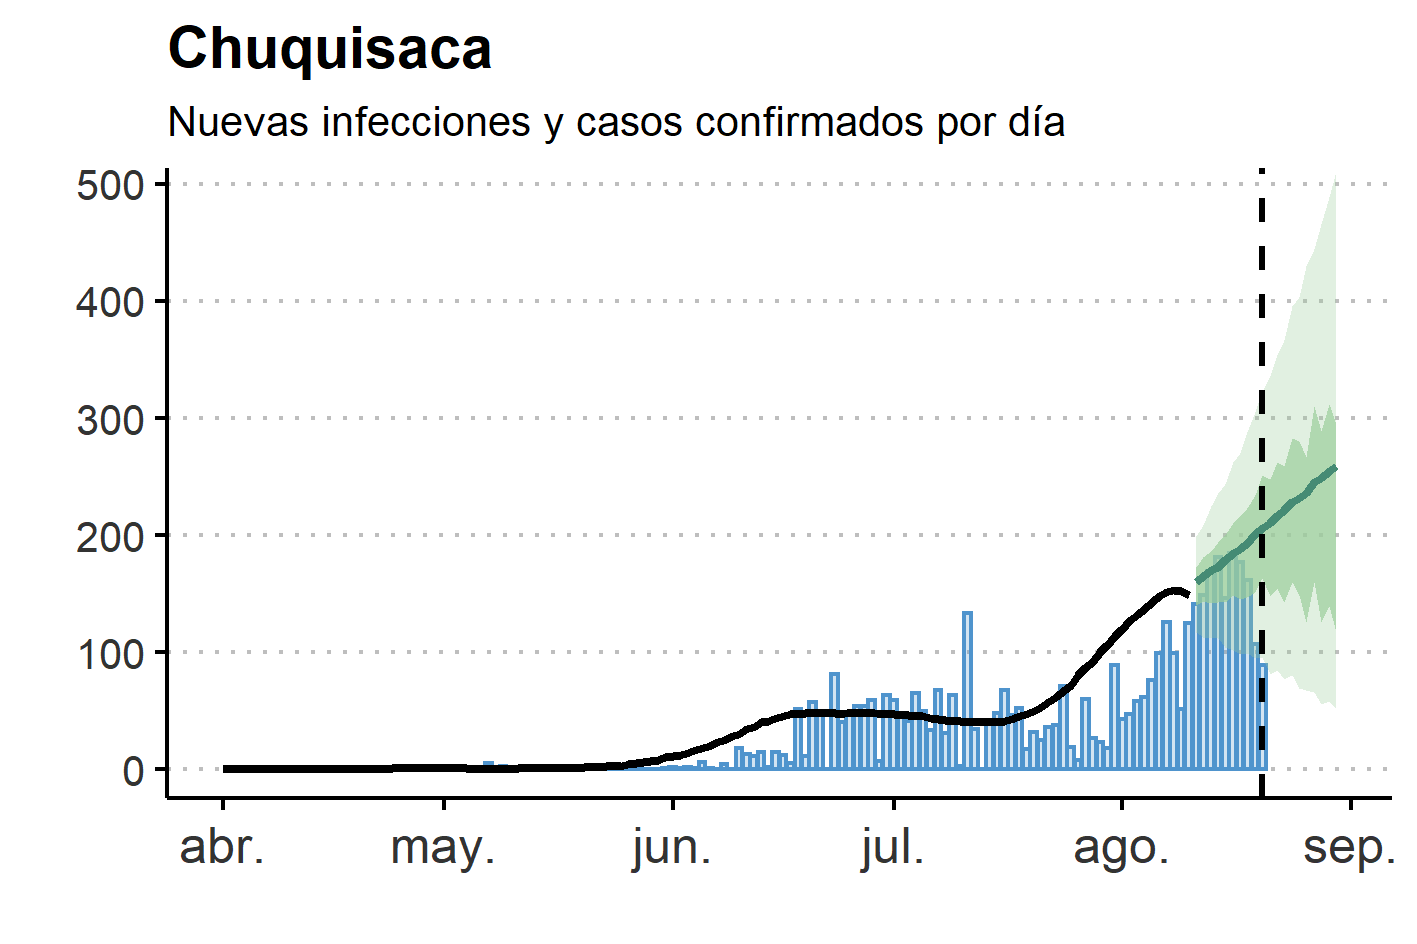 Chuquisaca
Nuevas infecciones y casos confirmados por día
500
400
300
200
100
0
abr. may. jun. jul. ago. sep.